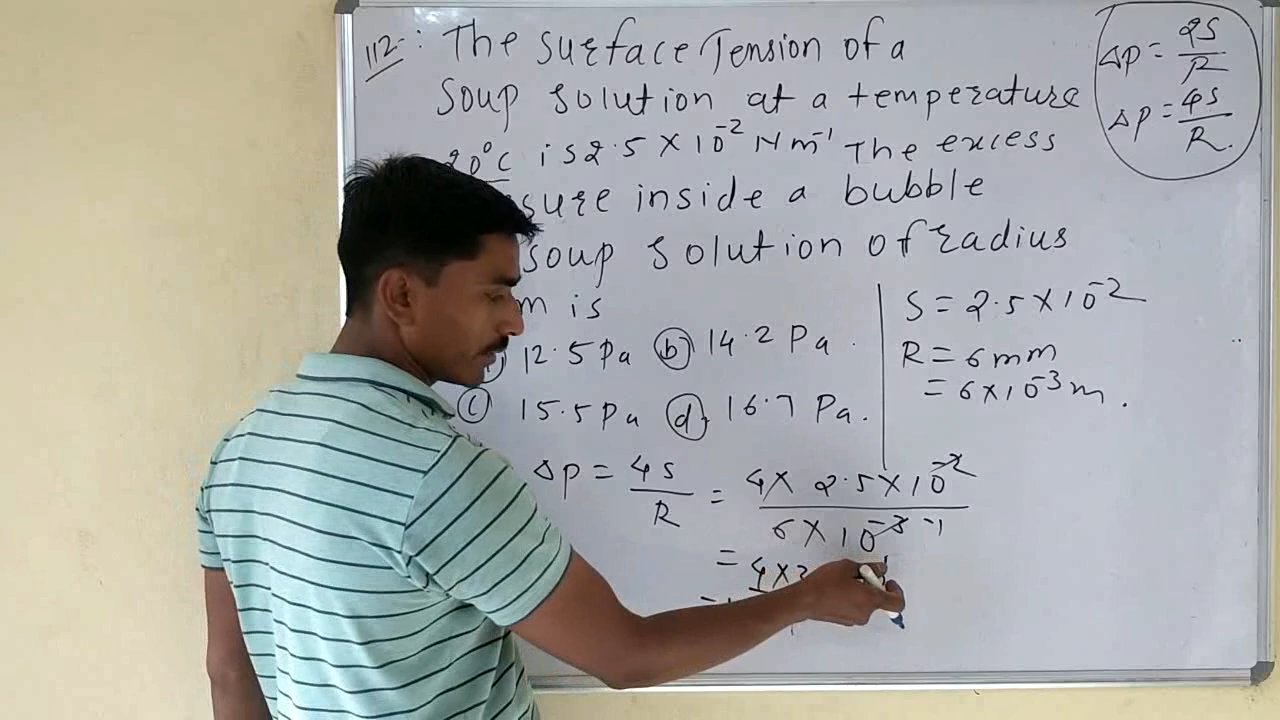 112: The surface Tension of a
soup solution at a temperature
20°C is 2.5 × 10⁻² N m⁻¹ The excess
sure inside a bubble
soup solution of radius
m is
12.5 Pa (b) 14.2 Pa.
(c) 15.5 Pa (d) 16.7 Pa.
ΔP = 2S/R
ΔP = 4S/R.
S = 2.5 × 10⁻²
R = 6 mm
= 6 × 10⁻³ m.
ΔP = 4S/R = 4 × 2.5 × 10⁻² / 6 × 10⁻³ ⁻¹
= 4 ×